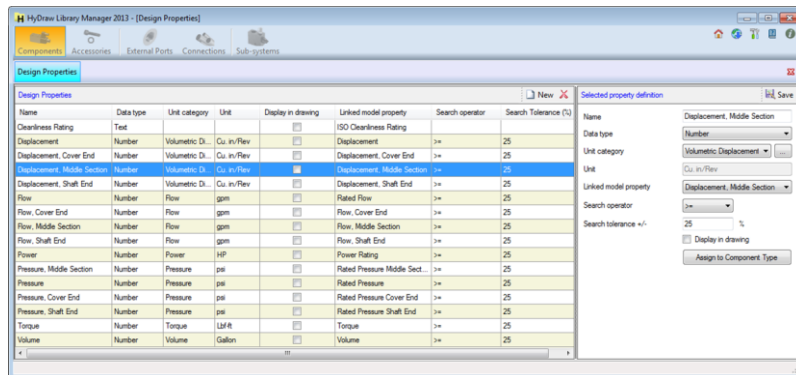 HyDraw Library Manager 2013 - [Design Properties]
Components Accessories External Ports Connections Sub-systems
Design Properties
Design Properties New
Name Data type Unit category Unit Display in drawing Linked model property Search operator Search Tolerance (%)
Cleanliness Rating Text ISO Cleanliness Rating
Displacement Number Volumetric Di... Cu. in/Rev Displacement >= 25
Displacement, Cover End Number Volumetric Di... Cu. in/Rev Displacement, Cover End >= 25
Displacement, Middle Section Number Volumetric Di... Cu. in/Rev Displacement, Middle Section >= 25
Displacement, Shaft End Number Volumetric Di... Cu. in/Rev Displacement, Shaft End >= 25
Flow Number Flow gpm Rated Flow >= 25
Flow, Cover End Number Flow gpm Flow, Cover End >= 25
Flow, Middle Section Number Flow gpm Flow, Middle Section >= 25
Flow, Shaft End Number Flow gpm Flow, Shaft End >= 25
Power Number Power HP Power Rating >= 25
Pressure, Middle Section Number Pressure psi Rated Pressure Middle Sect... >= 25
Pressure Number Pressure psi Rated Pressure >= 25
Pressure, Cover End Number Pressure psi Rated Pressure Cover End >= 25
Pressure, Shaft End Number Pressure psi Rated Pressure Shaft End >= 25
Torque Number Torque Lbf-ft Torque >= 25
Volume Number Volume Gallon Volume >= 25
Selected property definition Save
Name Displacement, Middle Section
Data type Number
Unit category Volumetric Displacement ...
Unit Cu. in/Rev
Linked model property Displacement, Middle Section
Search operator >=
Search tolerance +/- 25 %
Display in drawing
Assign to Component Type